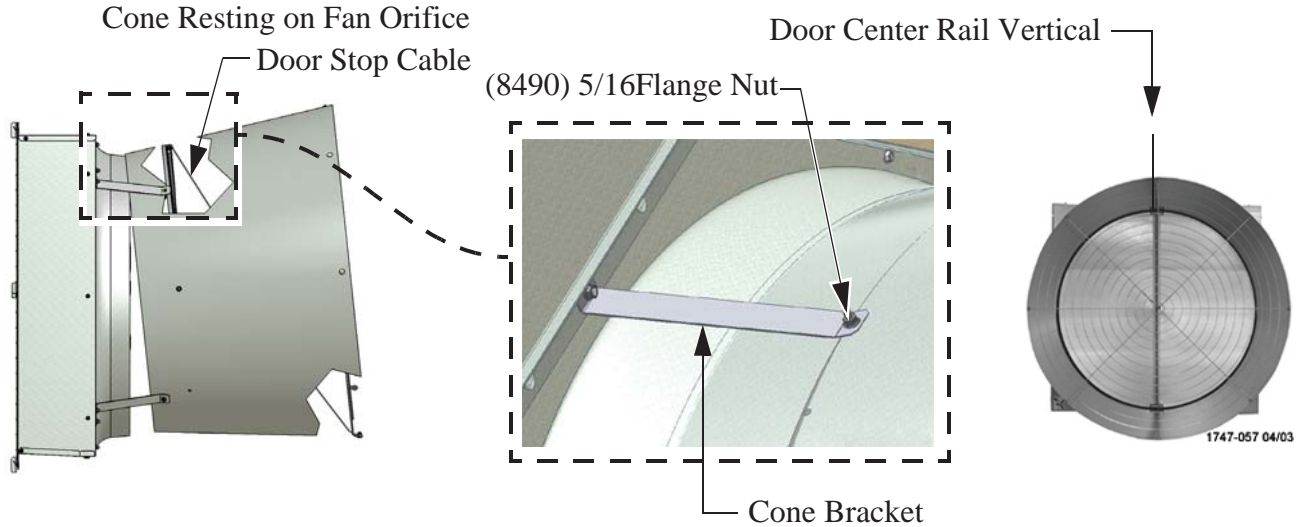 Cone Resting on Fan Orifice
Door Stop Cable
(8490) 5/16Flange Nut
Door Center Rail Vertical
Cone Bracket
1747-057 04/03